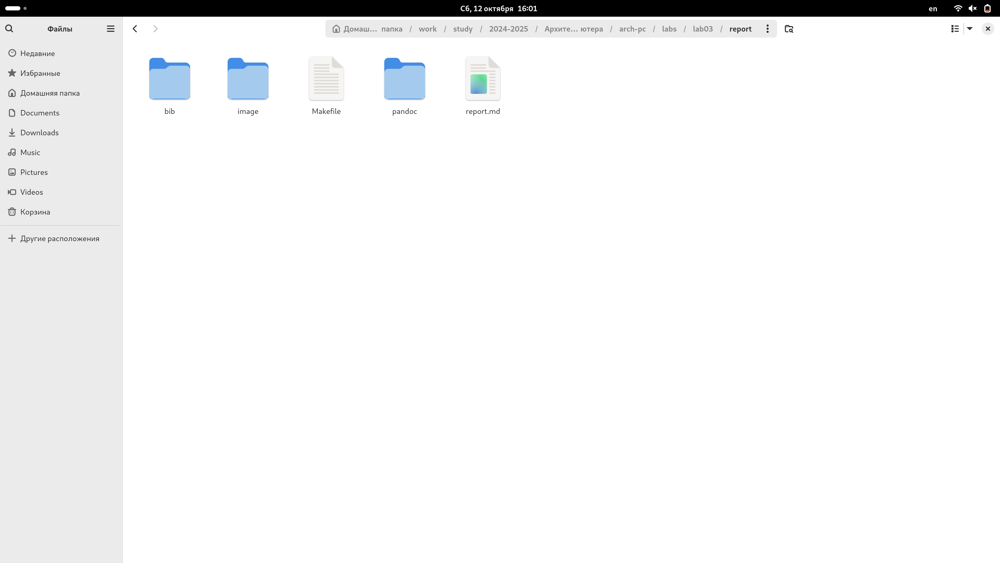 Сб, 12 октября 16:01
en
Файлы
Домаш… папка / work / study / 2024-2025 / Архите… ютера / arch-pc / labs / lab03 / report
Недавние
Избранные
Домашняя папка
Documents
Downloads
Music
Pictures
Videos
Корзина
Другие расположения
bib
image
Makefile
pandoc
report.md